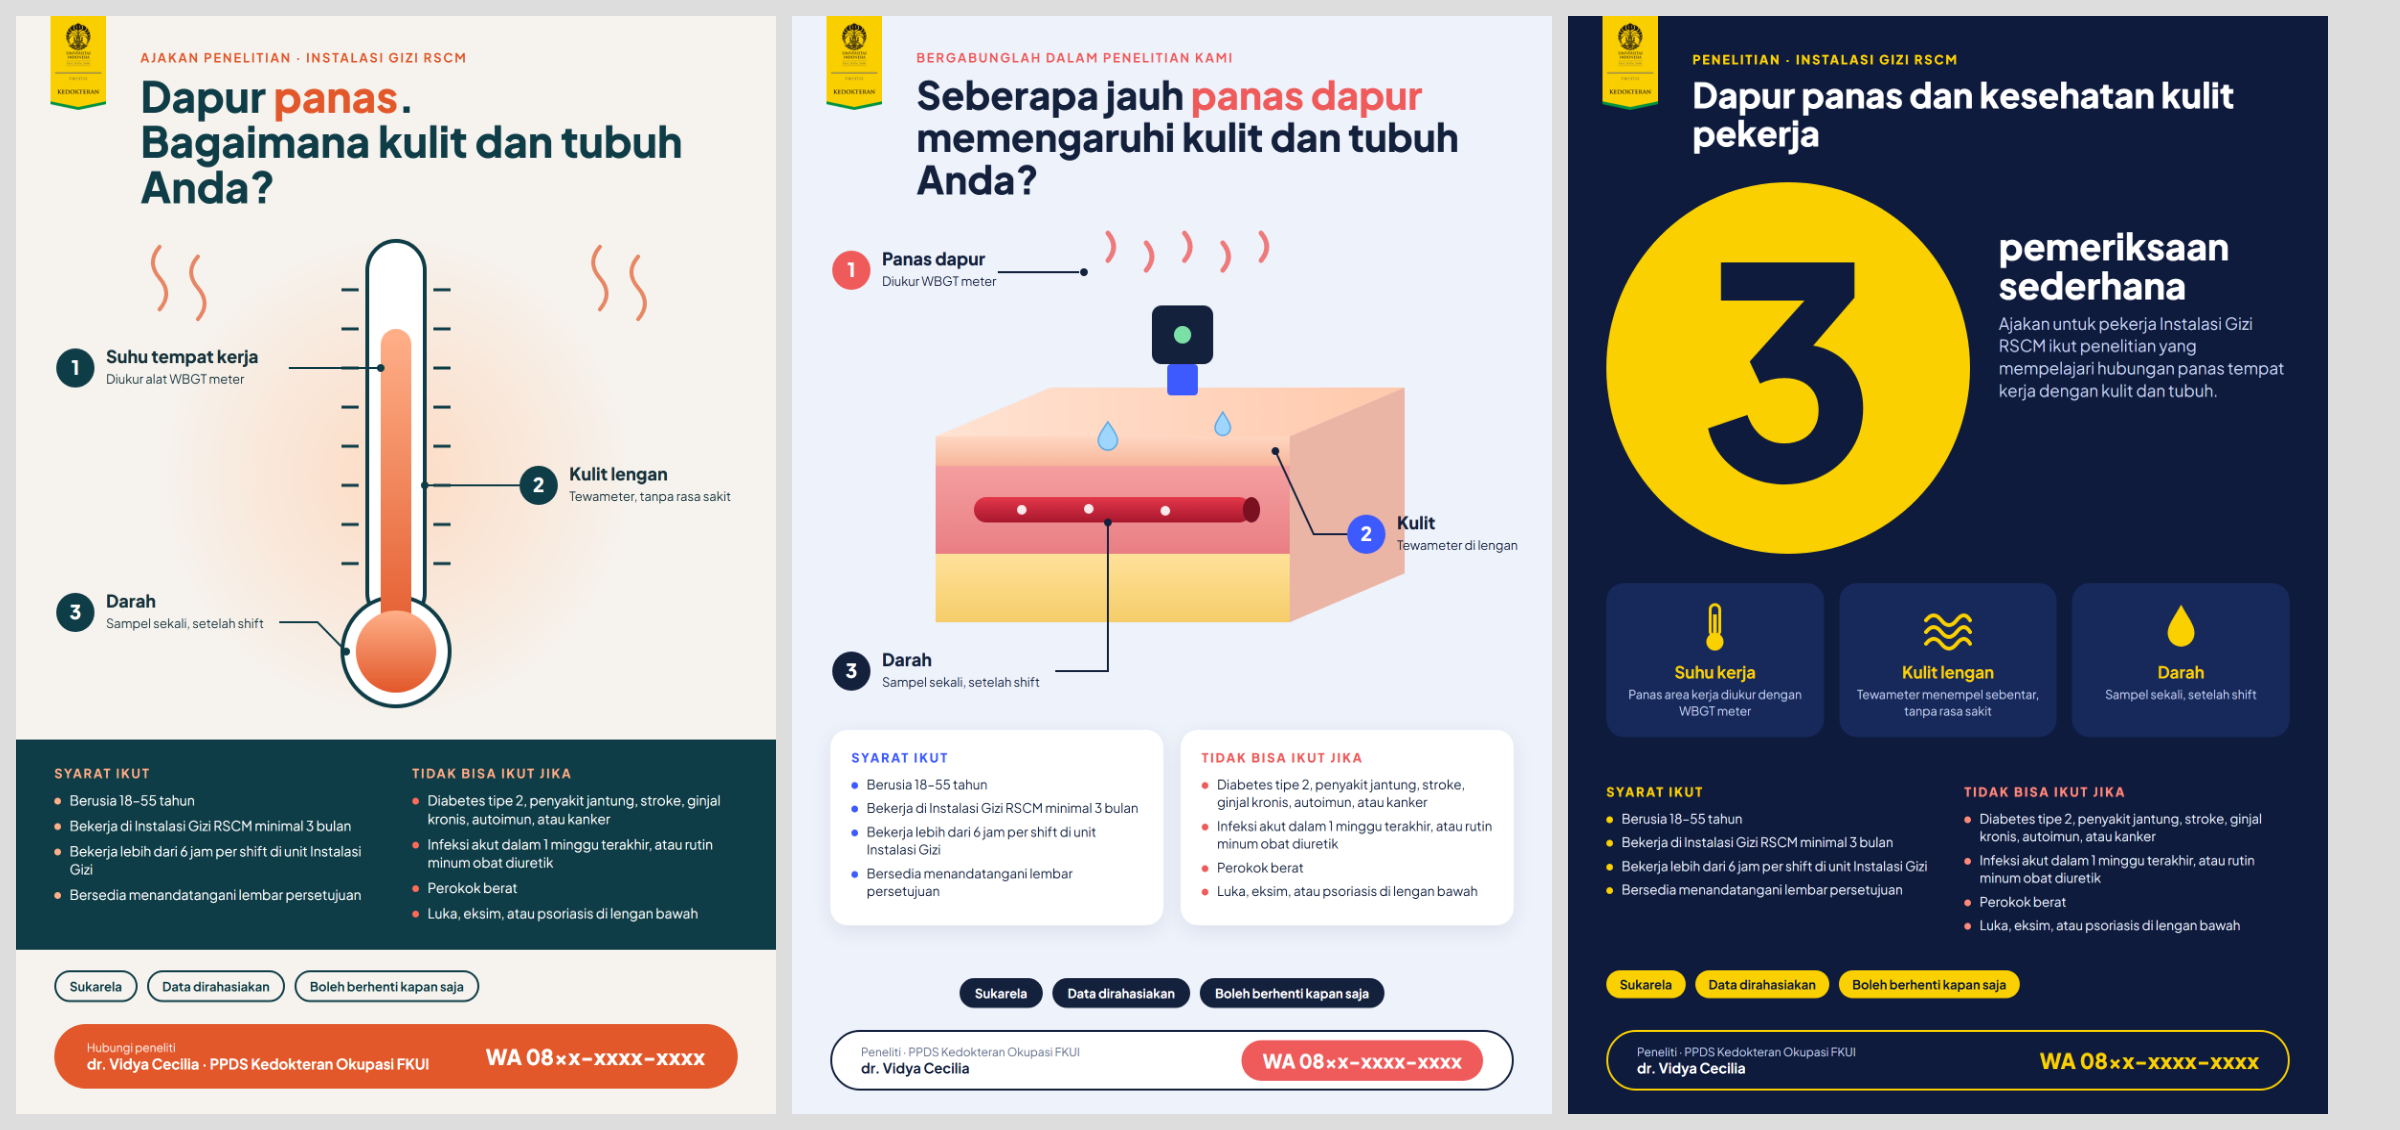 UNIVERSITAS
INDONESIA
KEDOKTERAN
AJAKAN PENELITIAN · INSTALASI GIZI RSCM
Dapur panas.
Bagaimana kulit dan tubuh
Anda?
1
Suhu tempat kerja
Diukur alat WBGT meter
2
Kulit lengan
Tewameter, tanpa rasa sakit
3
Darah
Sampel sekali, setelah shift
SYARAT IKUT
Berusia 18–55 tahun
Bekerja di Instalasi Gizi RSCM minimal 3 bulan
Bekerja lebih dari 6 jam per shift di unit Instalasi
Gizi
Bersedia menandatangani lembar persetujuan
TIDAK BISA IKUT JIKA
Diabetes tipe 2, penyakit jantung, stroke, ginjal
kronis, autoimun, atau kanker
Infeksi akut dalam 1 minggu terakhir, atau rutin
minum obat diuretik
Perokok berat
Luka, eksim, atau psoriasis di lengan bawah
Sukarela
Data dirahasiakan
Boleh berhenti kapan saja
Hubungi peneliti
dr. Vidya Cecilia · PPDS Kedokteran Okupasi FKUI
WA 08xx-xxxx-xxxx
UNIVERSITAS
INDONESIA
KEDOKTERAN
BERGABUNGLAH DALAM PENELITIAN KAMI
Seberapa jauh panas dapur
memengaruhi kulit dan tubuh
Anda?
1
Panas dapur
Diukur WBGT meter
2
Kulit
Tewameter di lengan
3
Darah
Sampel sekali, setelah shift
SYARAT IKUT
Berusia 18–55 tahun
Bekerja di Instalasi Gizi RSCM minimal 3 bulan
Bekerja lebih dari 6 jam per shift di unit
Instalasi Gizi
Bersedia menandatangani lembar
persetujuan
TIDAK BISA IKUT JIKA
Diabetes tipe 2, penyakit jantung, stroke,
ginjal kronis, autoimun, atau kanker
Infeksi akut dalam 1 minggu terakhir, atau rutin
minum obat diuretik
Perokok berat
Luka, eksim, atau psoriasis di lengan bawah
Sukarela
Data dirahasiakan
Boleh berhenti kapan saja
Peneliti · PPDS Kedokteran Okupasi FKUI
dr. Vidya Cecilia
WA 08xx-xxxx-xxxx
UNIVERSITAS
INDONESIA
KEDOKTERAN
PENELITIAN · INSTALASI GIZI RSCM
Dapur panas dan kesehatan kulit
pekerja
3
pemeriksaan
sederhana
Ajakan untuk pekerja Instalasi Gizi
RSCM ikut penelitian yang
mempelajari hubungan panas tempat
kerja dengan kulit dan tubuh.
Suhu kerja
Panas area kerja diukur dengan
WBGT meter
Kulit lengan
Tewameter menempel sebentar,
tanpa rasa sakit
Darah
Sampel sekali, setelah shift
SYARAT IKUT
Berusia 18–55 tahun
Bekerja di Instalasi Gizi RSCM minimal 3 bulan
Bekerja lebih dari 6 jam per shift di unit Instalasi Gizi
Bersedia menandatangani lembar persetujuan
TIDAK BISA IKUT JIKA
Diabetes tipe 2, penyakit jantung, stroke, ginjal
kronis, autoimun, atau kanker
Infeksi akut dalam 1 minggu terakhir, atau rutin
minum obat diuretik
Perokok berat
Luka, eksim, atau psoriasis di lengan bawah
Sukarela
Data dirahasiakan
Boleh berhenti kapan saja
Peneliti · PPDS Kedokteran Okupasi FKUI
dr. Vidya Cecilia
WA 08xx-xxxx-xxxx